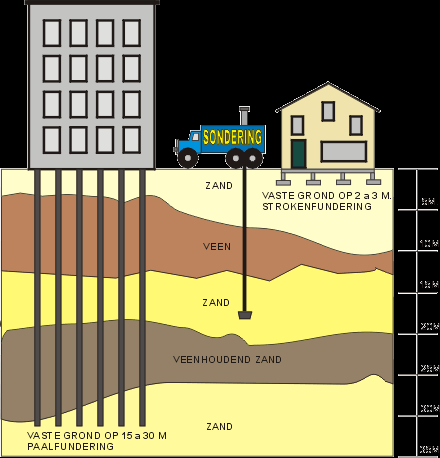 SONDERING
ZAND
VASTE GROND OP 2 a 3 M.
STROKENFUNDERING
VEEN
ZAND
VEENHOUDEND ZAND
ZAND
VASTE GROND OP 15 a 30 M
PAALFUNDERING